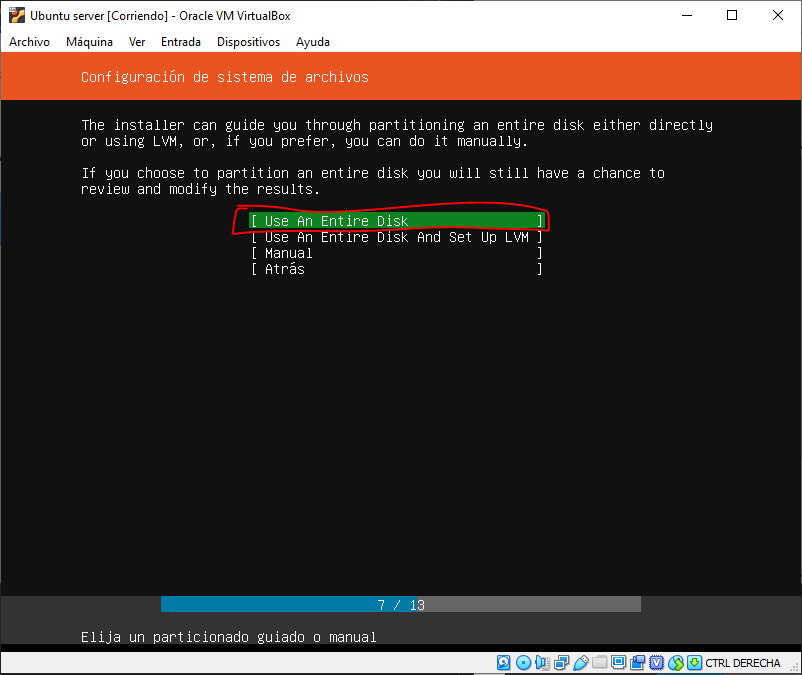 Ubuntu server [Corriendo] - Oracle VM VirtualBox
Archivo Máquina Ver Entrada Dispositivos Ayuda
Configuración de sistema de archivos
The installer can guide you through partitioning an entire disk either directly
or using LVM, or, if you prefer, you can do it manually.
If you choose to partition an entire disk you will still have a chance to
review and modify the results.
[ Use An Entire Disk ]
[ Use An Entire Disk And Set Up LVM ]
[ Manual ]
[ Atrás ]
7 / 13
Elija un particionado guiado o manual
CTRL DERECHA